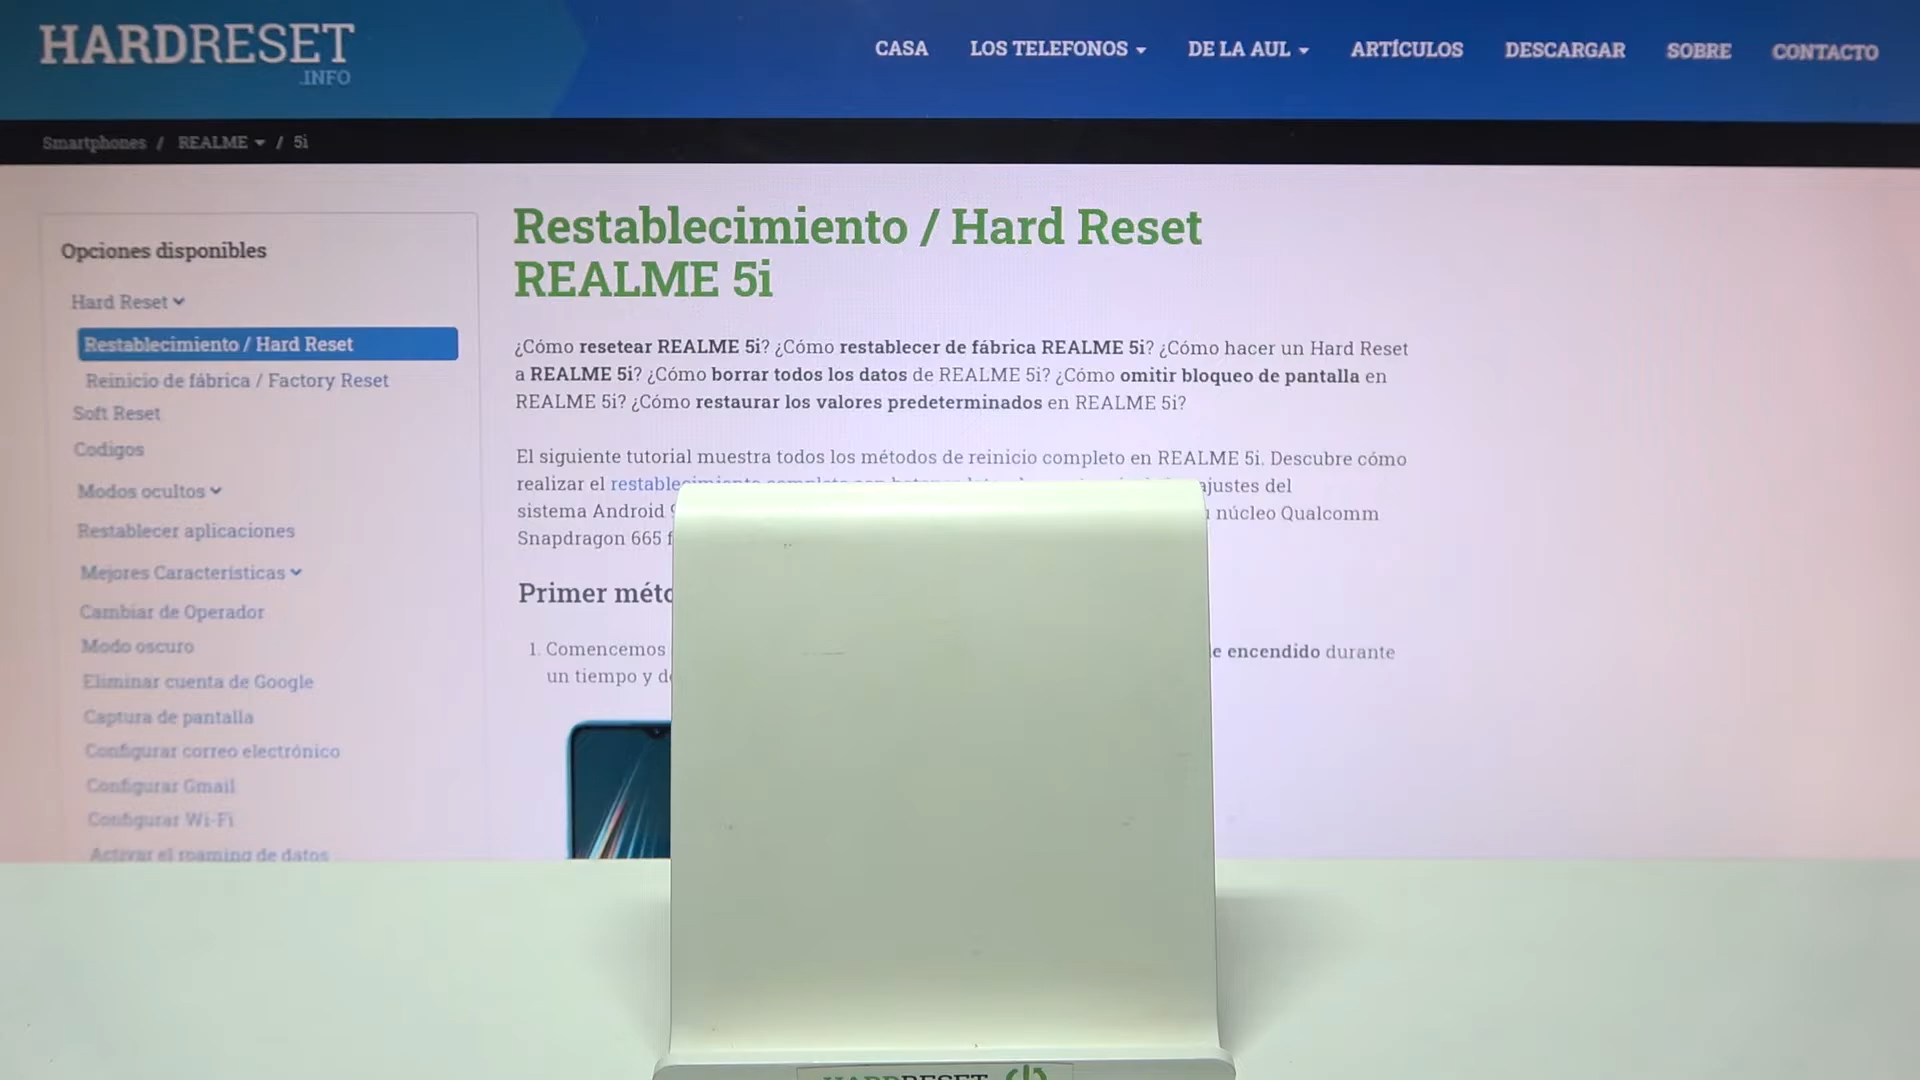 HARDRESET
.INFO
CASA
LOS TELEFONOS
DE LA AUL
ARTÍCULOS
DESCARGAR
SOBRE
CONTACTO
Smartphones / REALME / 5i
Opciones disponibles
Hard Reset
Restablecimiento / Hard Reset
Reinicio de fábrica / Factory Reset
Soft Reset
Codigos
Modos ocultos
Restablecer aplicaciones
Mejores Características
Cambiar de Operador
Modo oscuro
Eliminar cuenta de Google
Captura de pantalla
Configurar correo electrónico
Configurar Gmail
Configurar Wi-Fi
Activar el roaming de datos
Restablecimiento / Hard Reset
REALME 5i
¿Cómo resetear REALME 5i? ¿Cómo restablecer de fábrica REALME 5i? ¿Cómo hacer un Hard Reset
a REALME 5i? ¿Cómo borrar todos los datos de REALME 5i? ¿Cómo omitir bloqueo de pantalla en
REALME 5i? ¿Cómo restaurar los valores predeterminados en REALME 5i?
El siguiente tutorial muestra todos los métodos de reinicio completo en REALME 5i. Descubre cómo
realizar el ajustes del
sistema Android núcleo Qualcomm
Snapdragon 665
Primer
1. Comencemos encendido durante
un tiempo y
HARDRESET